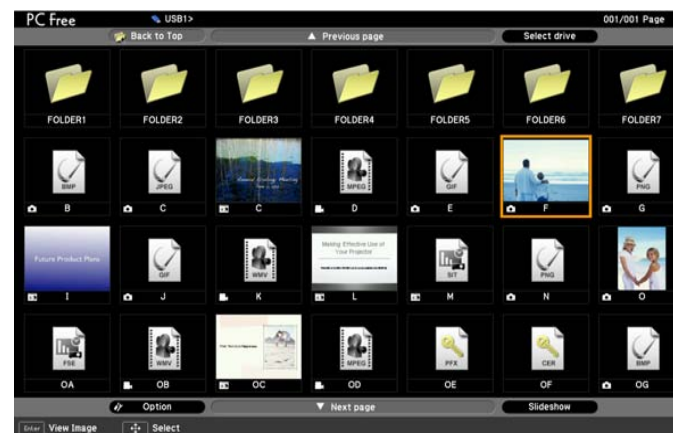 PC Free USB1> 001/001 Page
Back to Top ▲ Previous page Select drive
FOLDER1 FOLDER2 FOLDER3 FOLDER4 FOLDER5 FOLDER6 FOLDER7
BMP JPEG MPEG GIF PNG
B C C D E F G
Future Product Plans GIF WMV Making Effective Use of
Your Projector SIT PNG
I J K L M N O
FSE WMV MPEG PFX CER BMP
OA OB OC OD OE OF OG
Option ▼ Next page Slideshow
Enter View Image Select